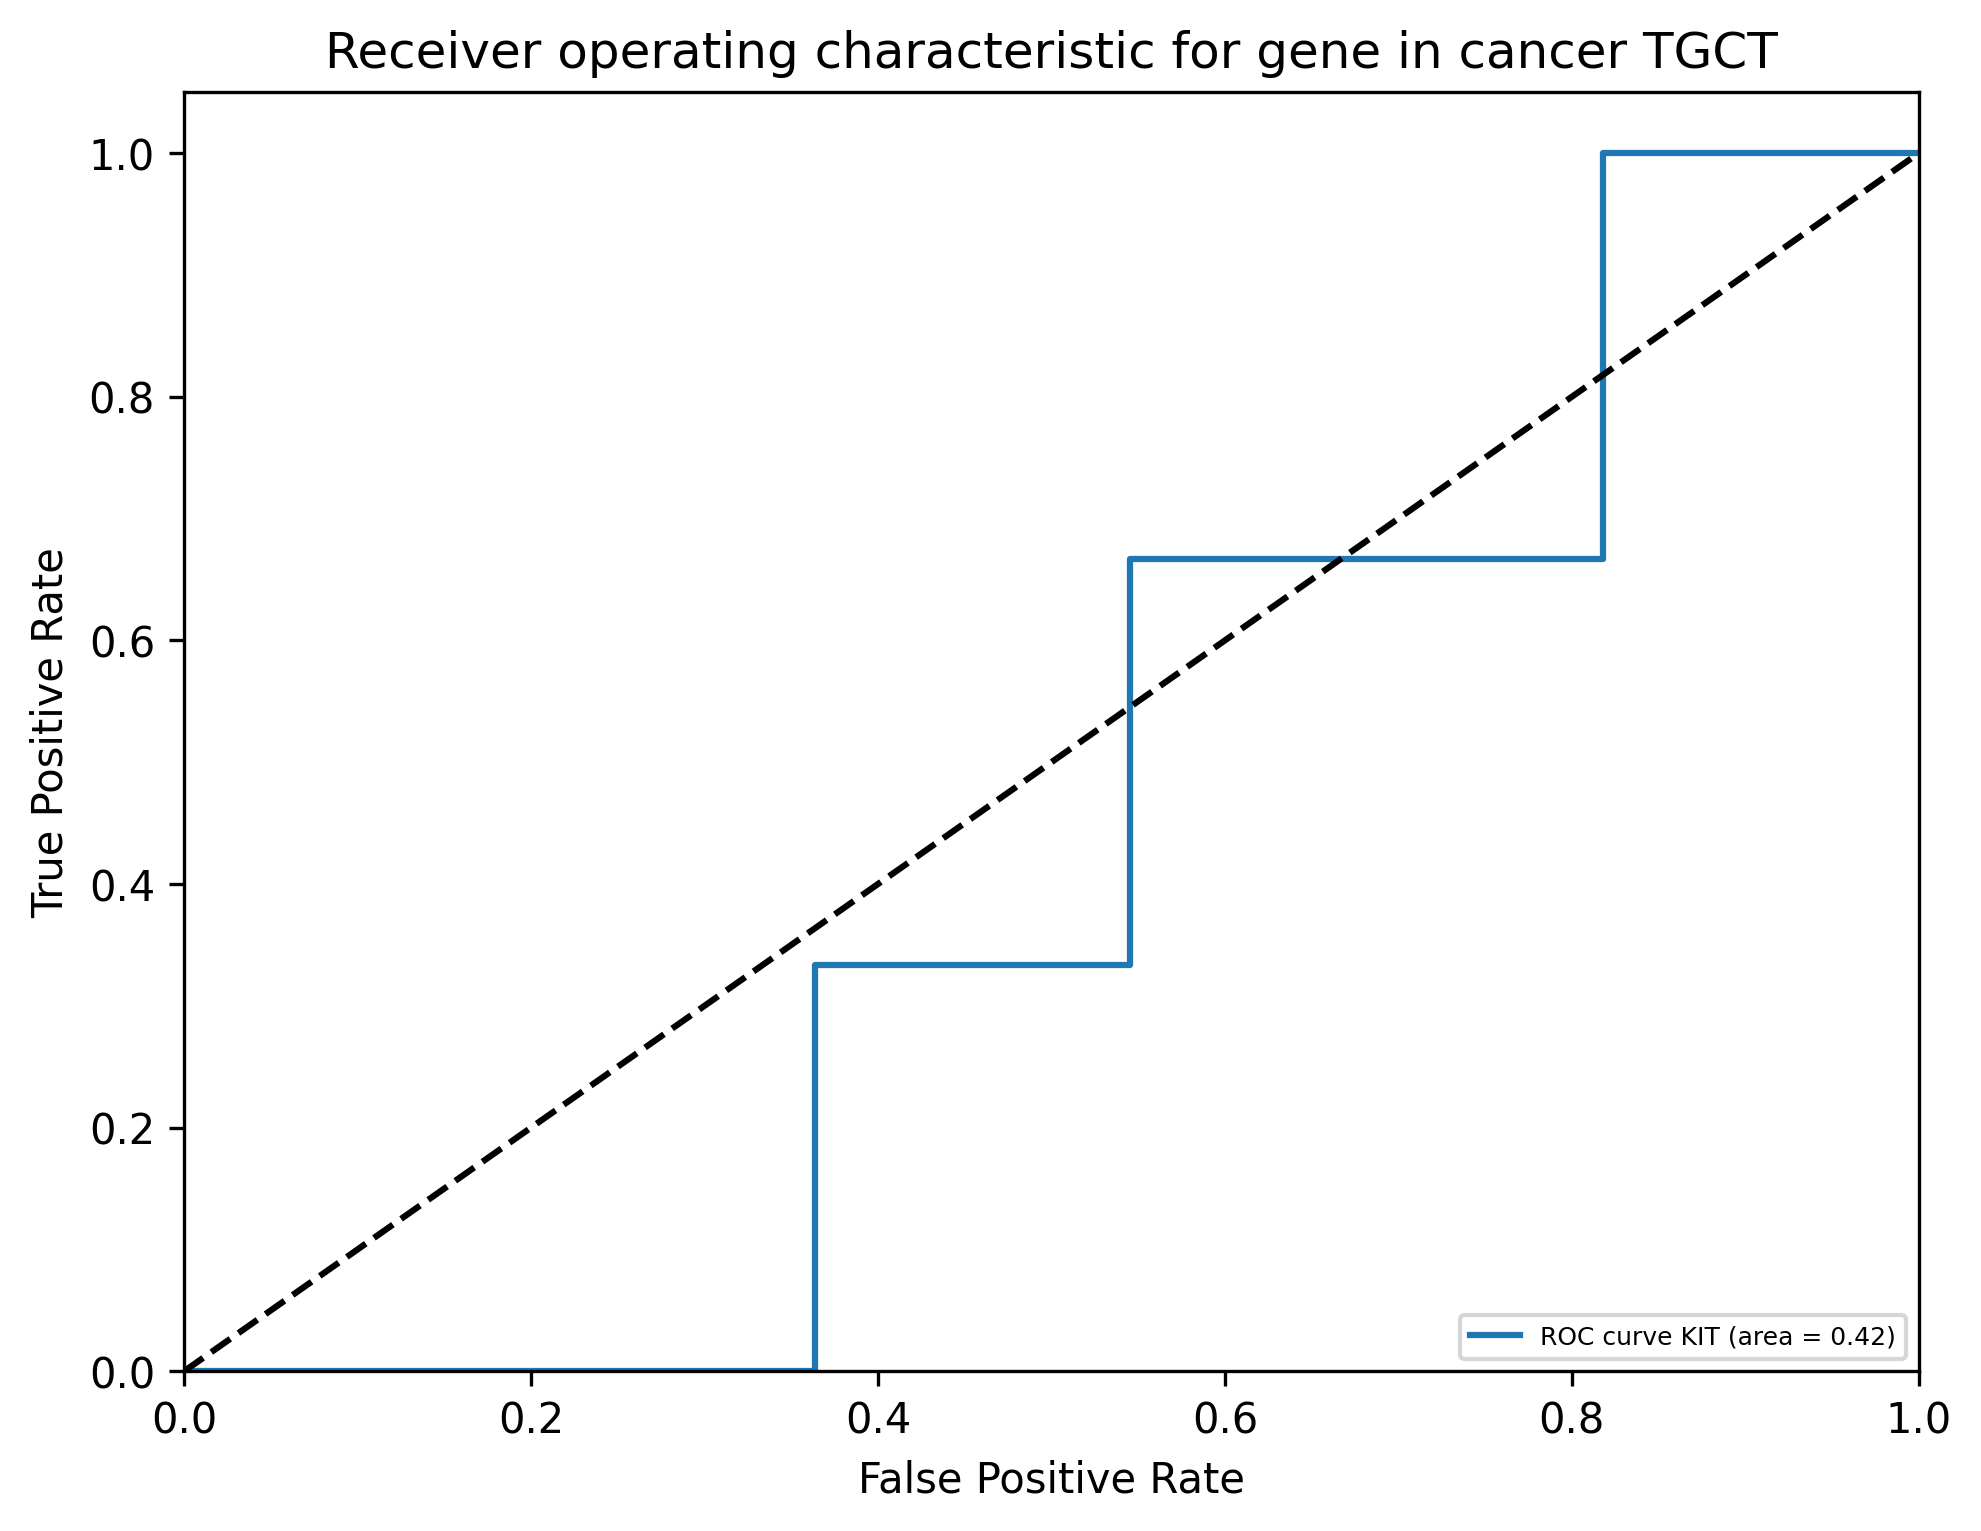 Receiver operating characteristic for gene in cancer TGCT
True Positive Rate
1.0
0.8
0.6
0.4
0.2
0.0
0.0 0.2 0.4 0.6 0.8 1.0
False Positive Rate
ROC curve KIT (area = 0.42)